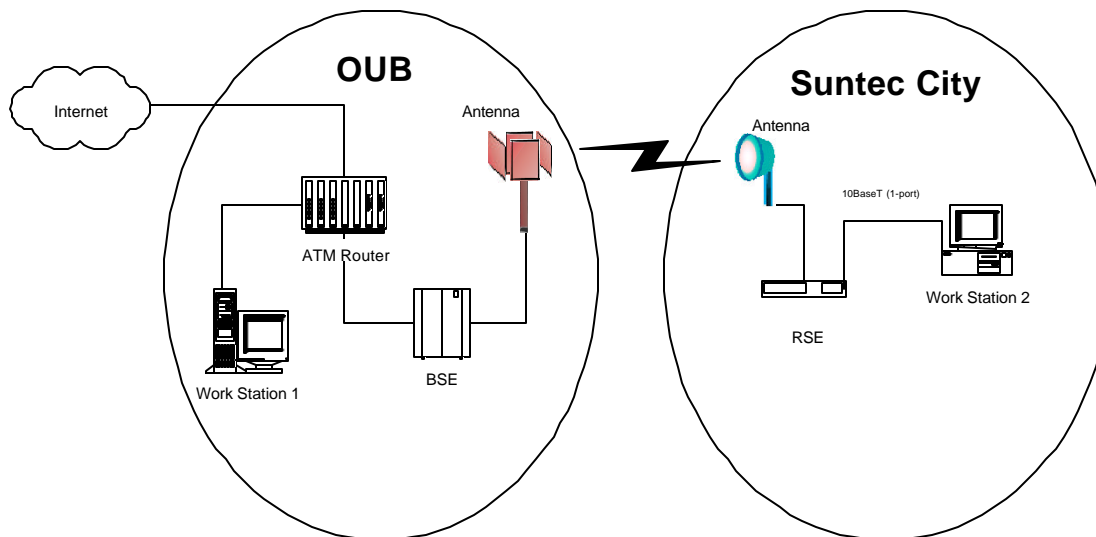 OUB
Suntec City
Internet
Antenna
Antenna
10BaseT (1-port)
ATM Router
Work Station 2
RSE
BSE
Work Station 1